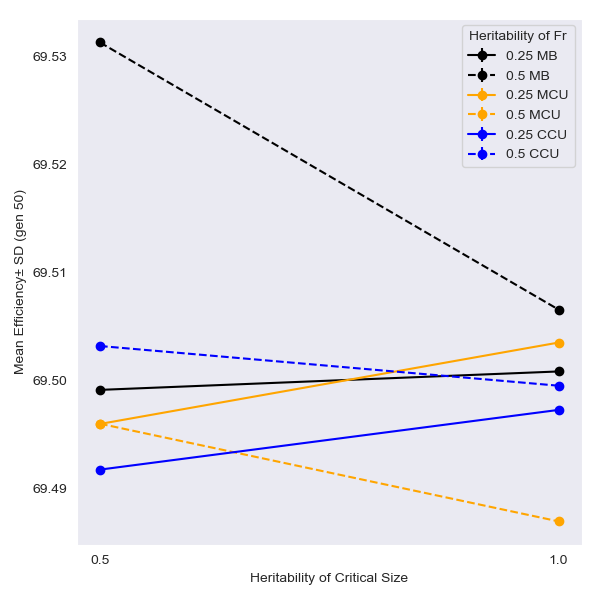 Heritability of Fr
0.25 MB
0.5 MB
0.25 MCU
0.5 MCU
0.25 CCU
0.5 CCU
69.53
69.52
69.51
69.50
69.49
Mean Efficiency± SD (gen 50)
0.5
1.0
Heritability of Critical Size